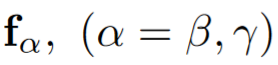 f_α, (α = β, γ)